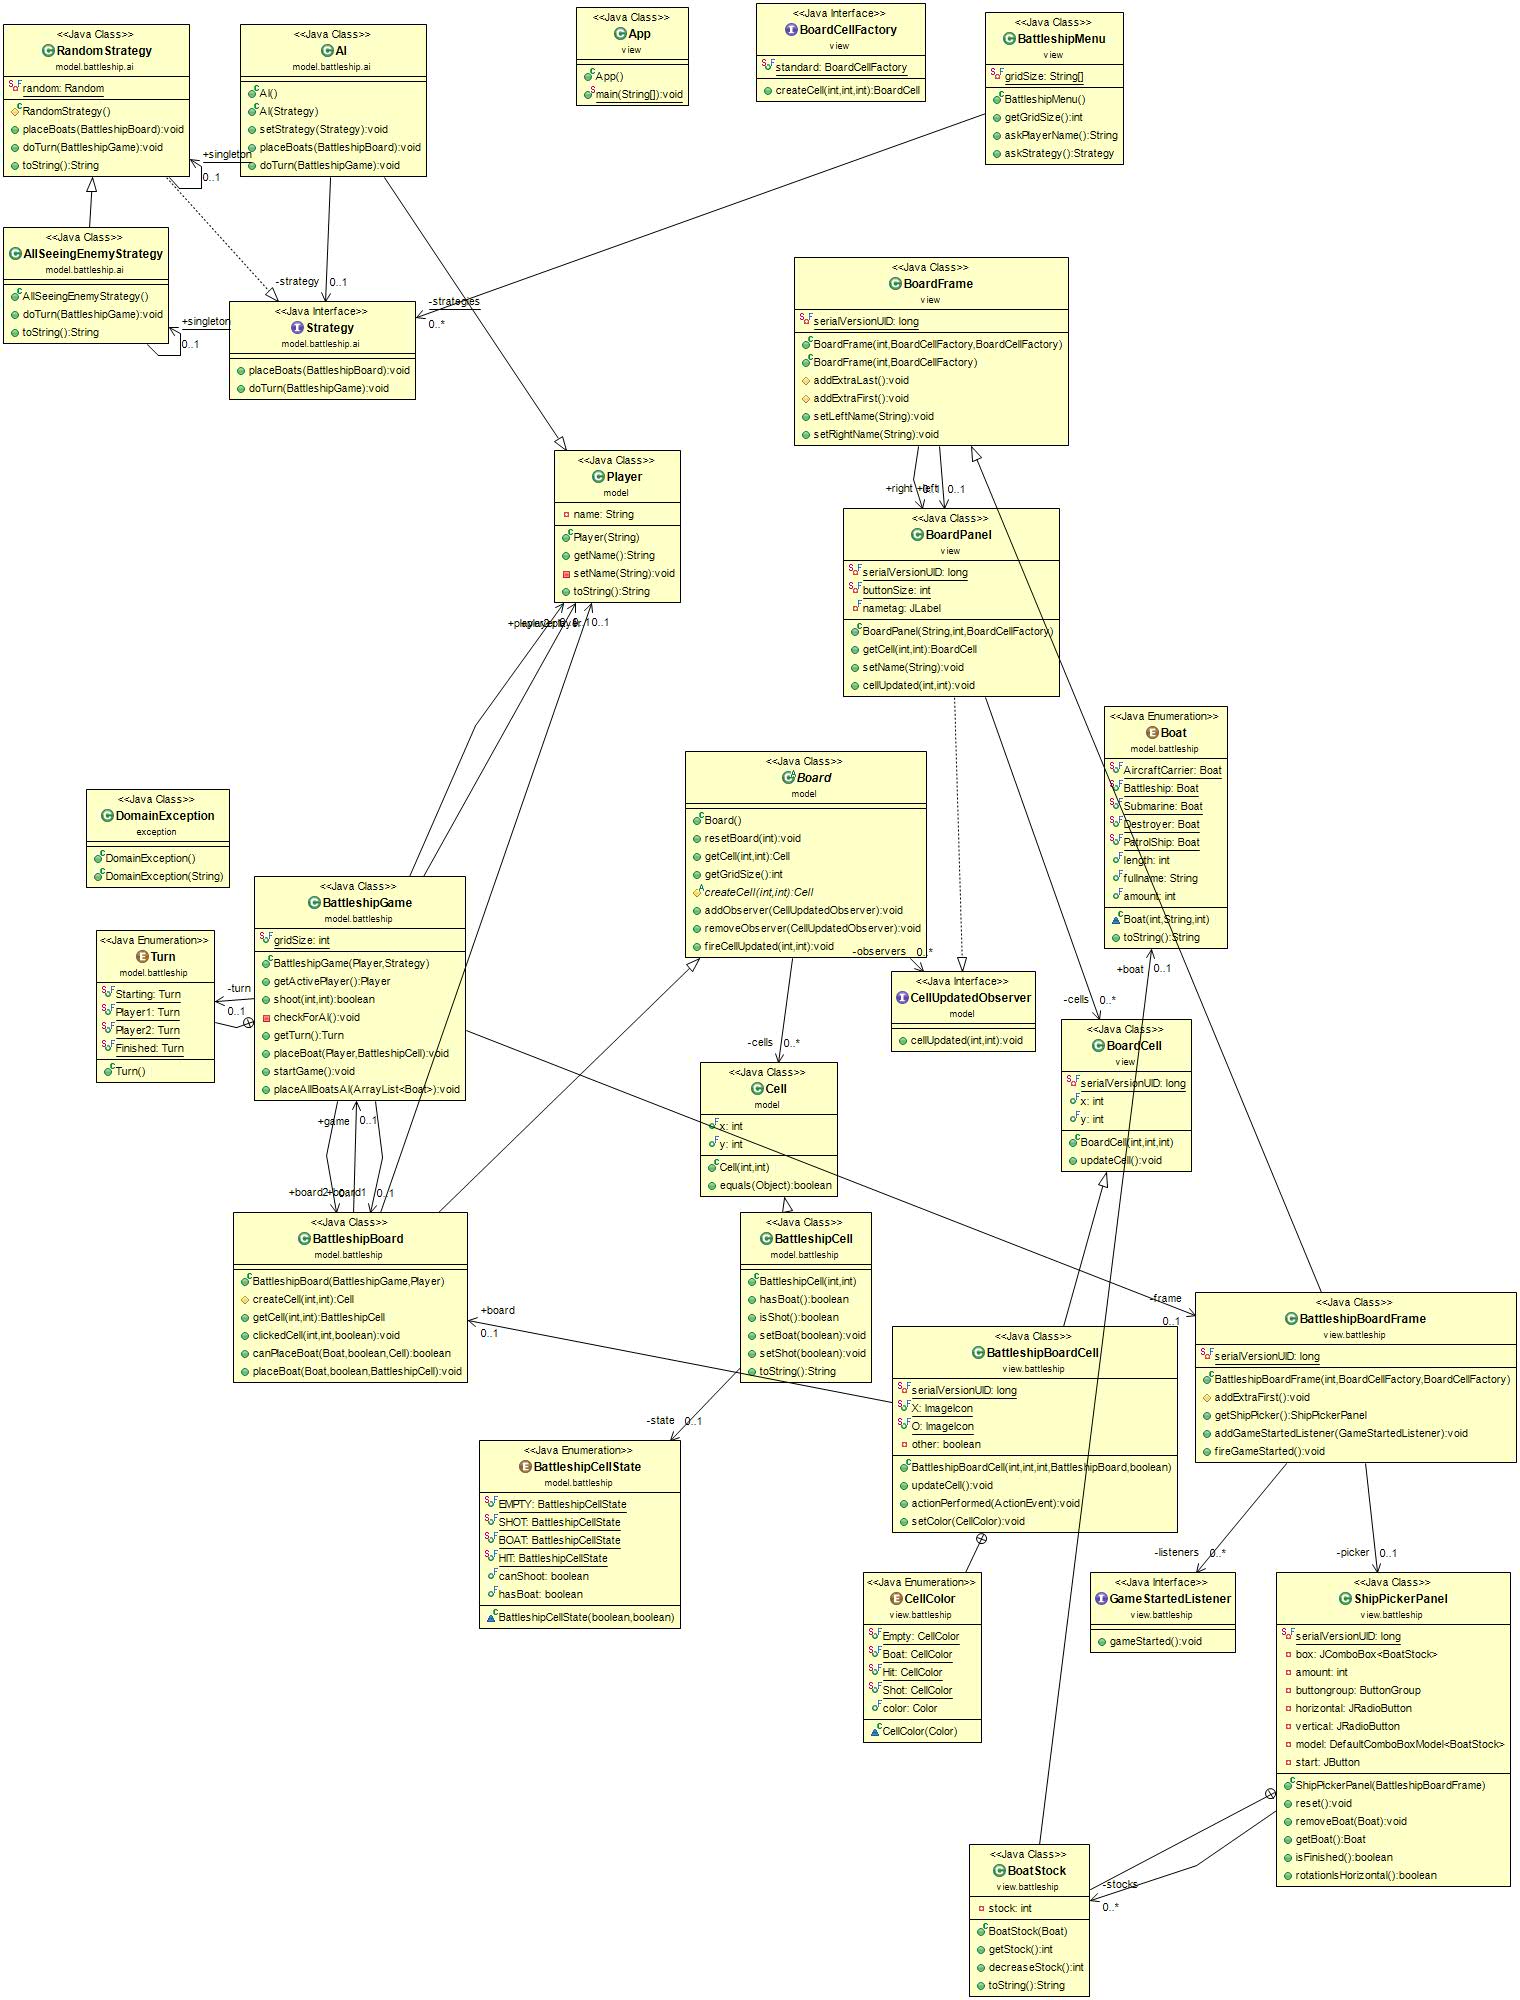 <<Java Class>>
RandomStrategy
model.battleship.ai
random: Random
RandomStrategy()
placeBoats(BattleshipBoard):void
doTurn(BattleshipGame):void
toString():String
<<Java Class>>
AI
model.battleship.ai
AI()
AI(Strategy)
setStrategy(Strategy):void
placeBoats(BattleshipBoard):void
doTurn(BattleshipGame):void
+singleton
0..1
<<Java Class>>
App
view
App()
main(String[]):void
<<Java Interface>>
BoardCellFactory
view
standard: BoardCellFactory
createCell(int,int,int):BoardCell
<<Java Class>>
BattleshipMenu
view
gridSize: String[]
BattleshipMenu()
getGridSize():int
askPlayerName():String
askStrategy():Strategy
<<Java Class>>
AllSeeingEnemyStrategy
model.battleship.ai
AllSeeingEnemyStrategy()
doTurn(BattleshipGame):void
toString():String
+singleton
0..1
-strategy
0..1
-strategies
0..*
<<Java Interface>>
Strategy
model.battleship.ai
placeBoats(BattleshipBoard):void
doTurn(BattleshipGame):void
<<Java Class>>
BoardFrame
view
serialVersionUID: long
BoardFrame(int,BoardCellFactory,BoardCellFactory)
BoardFrame(int,BoardCellFactory)
addExtraLast():void
addExtraFirst():void
setLeftName(String):void
setRightName(String):void
+right
+left
0..1
<<Java Class>>
Player
model
name: String
Player(String)
getName():String
setName(String):void
toString():String
0..1
<<Java Class>>
BoardPanel
view
serialVersionUID: long
buttonSize: int
nametag: JLabel
BoardPanel(String,int,BoardCellFactory)
getCell(int,int):BoardCell
setName(String):void
cellUpdated(int,int):void
<<Java Enumeration>>
Boat
model.battleship
AircraftCarrier: Boat
Battleship: Boat
Submarine: Boat
Destroyer: Boat
PatrolShip: Boat
length: int
fullname: String
amount: int
Boat(int,String,int)
toString():String
+boat
0..1
<<Java Class>>
Board
model
Board()
resetBoard(int):void
getCell(int,int):Cell
getGridSize():int
createCell(int,int):Cell
addObserver(CellUpdatedObserver):void
removeObserver(CellUpdatedObserver):void
fireCellUpdated(int,int):void
-observers
0..*
<<Java Class>>
DomainException
exception
DomainException()
DomainException(String)
<<Java Class>>
BattleshipGame
model.battleship
gridSize: int
BattleshipGame(Player,Strategy)
getActivePlayer():Player
shoot(int,int):boolean
checkForAI():void
getTurn():Turn
placeBoat(Player,BattleshipCell):void
startGame():void
placeAllBoatsAI(ArrayList<Boat>):void
<<Java Enumeration>>
Turn
model.battleship
Starting: Turn
Player1: Turn
Player2: Turn
Finished: Turn
Turn()
-turn
0..1
<<Java Interface>>
CellUpdatedObserver
model
cellUpdated(int,int):void
-cells
0..*
<<Java Class>>
BoardCell
view
serialVersionUID: long
x: int
y: int
BoardCell(int,int,int)
updateCell():void
-cells
0..*
<<Java Class>>
Cell
model
x: int
y: int
Cell(int,int)
equals(Object):boolean
+game
0..1
+board2
+board1
0..1
<<Java Class>>
BattleshipBoard
model.battleship
BattleshipBoard(BattleshipGame,Player)
createCell(int,int):Cell
getCell(int,int):BattleshipCell
clickedCell(int,int,boolean):void
canPlaceBoat(Boat,boolean,Cell):boolean
placeBoat(Boat,boolean,BattleshipCell):void
+board
0..1
<<Java Class>>
BattleshipCell
model.battleship
BattleshipCell(int,int)
hasBoat():boolean
isShot():boolean
setBoat(boolean):void
setShot(boolean):void
toString():String
-state
0..1
-frame
0..1
<<Java Class>>
BattleshipBoardFrame
view.battleship
serialVersionUID: long
BattleshipBoardFrame(int,BoardCellFactory,BoardCellFactory)
addExtraFirst():void
getShipPicker():ShipPickerPanel
addGameStartedListener(GameStartedListener):void
fireGameStarted():void
<<Java Class>>
BattleshipBoardCell
view.battleship
serialVersionUID: long
X: ImageIcon
O: ImageIcon
other: boolean
BattleshipBoardCell(int,int,int,BattleshipBoard,boolean)
updateCell():void
actionPerformed(ActionEvent):void
setColor(CellColor):void
<<Java Enumeration>>
BattleshipCellState
model.battleship
EMPTY: BattleshipCellState
SHOT: BattleshipCellState
BOAT: BattleshipCellState
HIT: BattleshipCellState
canShoot: boolean
hasBoat: boolean
BattleshipCellState(boolean,boolean)
-listeners
0..*
-picker
0..1
<<Java Enumeration>>
CellColor
view.battleship
Empty: CellColor
Boat: CellColor
Hit: CellColor
Shot: CellColor
color: Color
CellColor(Color)
<<Java Interface>>
GameStartedListener
view.battleship
gameStarted():void
<<Java Class>>
ShipPickerPanel
view.battleship
serialVersionUID: long
box: JComboBox<BoatStock>
amount: int
buttongroup: ButtonGroup
horizontal: JRadioButton
vertical: JRadioButton
model: DefaultComboBoxModel<BoatStock>
start: JButton
ShipPickerPanel(BattleshipBoardFrame)
reset():void
removeBoat(Boat):void
getBoat():Boat
isFinished():boolean
rotationIsHorizontal():boolean
-stocks
0..*
<<Java Class>>
BoatStock
view.battleship
stock: int
BoatStock(Boat)
getStock():int
decreaseStock():int
toString():String